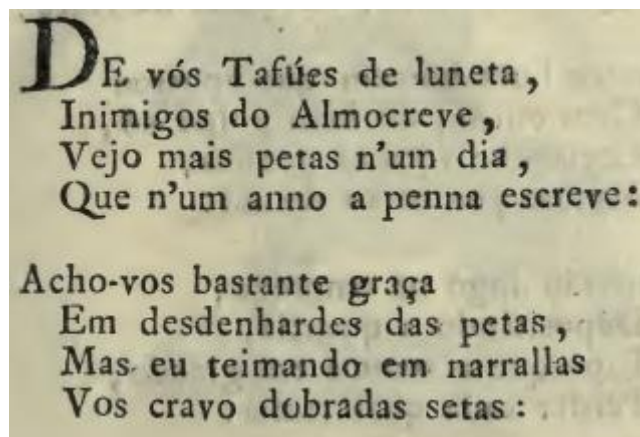 DE vós Tafúes de luneta,
Inimigos do Almocreve,
Vejo mais petas n'um dia,
Que n'um anno a penna escreve:
Acho-vos bastante graça
Em desdenhardes das petas,
Mas eu teimando em narrallas
Vos cravo dobradas setas: